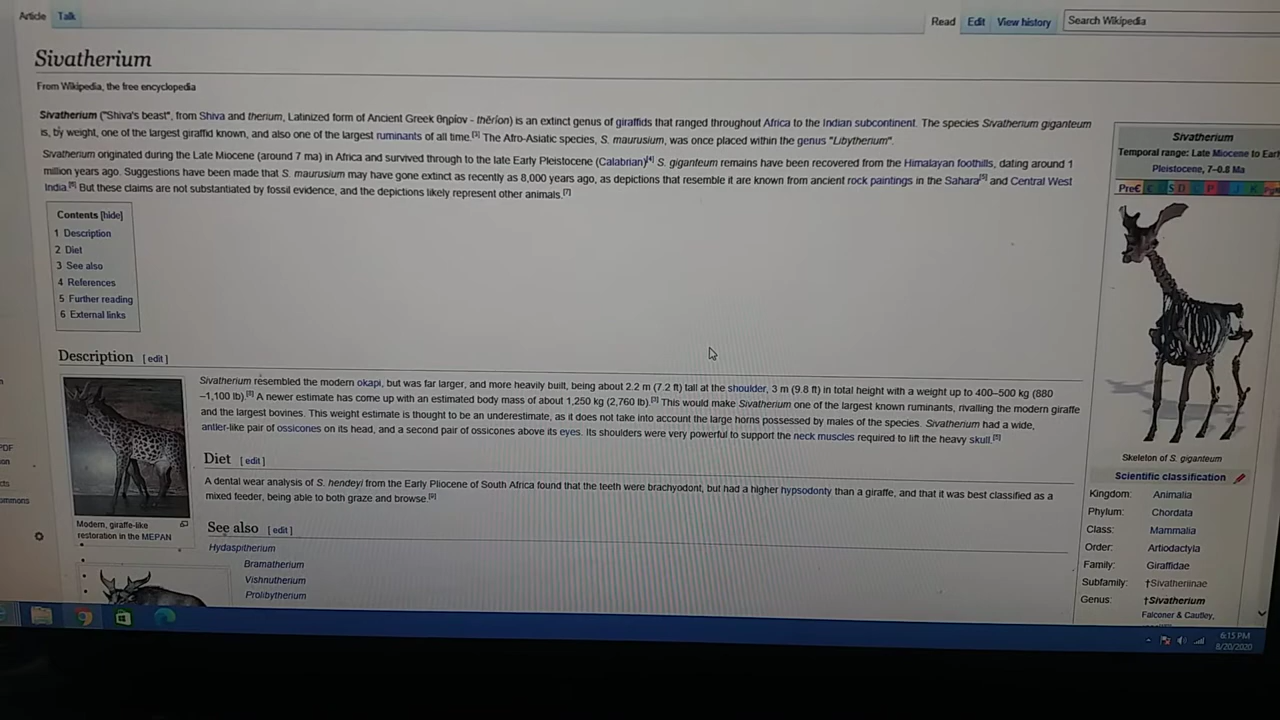 Article Talk
Read Edit View history Search Wikipedia
Sivatherium
From Wikipedia, the free encyclopedia
Sivatherium ("Shiva's beast", from Shiva and therium, Latinized form of Ancient Greek θηρίον - thēríon) is an extinct genus of giraffids that ranged throughout Africa to the Indian subcontinent. The species Sivatherium giganteum
is, by weight, one of the largest giraffid known, and also one of the largest ruminants of all time.[3] The Afro-Asiatic species, S. maurusium, was once placed within the genus "Libytherium".
Sivatherium originated during the Late Miocene (around 7 ma) in Africa and survived through to the late Early Pleistocene (Calabrian)[4] S. giganteum remains have been recovered from the Himalayan foothills, dating around 1
million years ago. Suggestions have been made that S. maurusium may have gone extinct as recently as 8,000 years ago, as depictions that resemble it are known from ancient rock paintings in the Sahara[5] and Central West
India.[6] But these claims are not substantiated by fossil evidence, and the depictions likely represent other animals.[7]
Contents [hide]
1 Description
2 Diet
3 See also
4 References
5 Further reading
6 External links
Description [ edit ]
Sivatherium resembled the modern okapi, but was far larger, and more heavily built, being about 2.2 m (7.2 ft) tall at the shoulder, 3 m (9.8 ft) in total height with a weight up to 400–500 kg (880
–1,100 lb).[8] A newer estimate has come up with an estimated body mass of about 1,250 kg (2,760 lb).[3] This would make Sivatherium one of the largest known ruminants, rivalling the modern giraffe
and the largest bovines. This weight estimate is thought to be an underestimate, as it does not take into account the large horns possessed by males of the species. Sivatherium had a wide,
antler-like pair of ossicones on its head, and a second pair of ossicones above its eyes. Its shoulders were very powerful to support the neck muscles required to lift the heavy skull.[5]
Modern, giraffe-like
restoration in the MEPAN
Diet [ edit ]
A dental wear analysis of S. hendeyi from the Early Pliocene of South Africa found that the teeth were brachyodont, but had a higher hypsodonty than a giraffe, and that it was best classified as a
mixed feeder, being able to both graze and browse.[9]
See also [ edit ]
Hydaspitherium
Bramatherium
Vishnutherium
Prolibytherium
Sivatherium
Temporal range: Late Miocene to Earl
Pleistocene, 7–0.8 Ma
PreЄ Є S D C P J K Pg
Skeleton of S. giganteum
Scientific classification
Kingdom: Animalia
Phylum: Chordata
Class: Mammalia
Order: Artiodactyla
Family: Giraffidae
Subfamily: †Sivatheriinae
Genus: †Sivatherium
Falconer & Cautley,
PDF
ommons
6:15 PM
8/20/2020